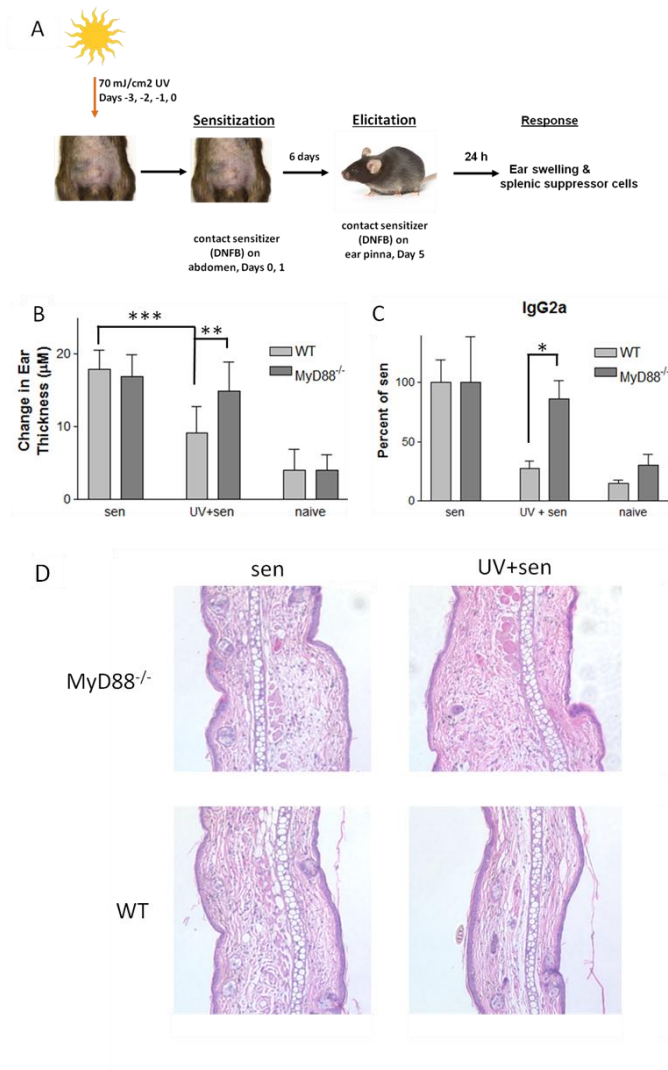 A
70 mJ/cm2 UV
Days -3, -2, -1, 0
Sensitization
Elicitation
Response
6 days
24 h
Ear swelling &
splenic suppressor cells
contact sensitizer
(DNFB) on
abdomen, Days 0, 1
contact sensitizer
(DNFB) on
ear pinna, Day 5
B
***
**
WT
MyD88-/-
Change in Ear
Thickness (μM)
20
10
0
sen
UV+sen
naive
C
IgG2a
*
WT
MyD88-/-
Percent of sen
100
50
0
sen
UV + sen
naive
D
sen
UV+sen
MyD88-/-
WT